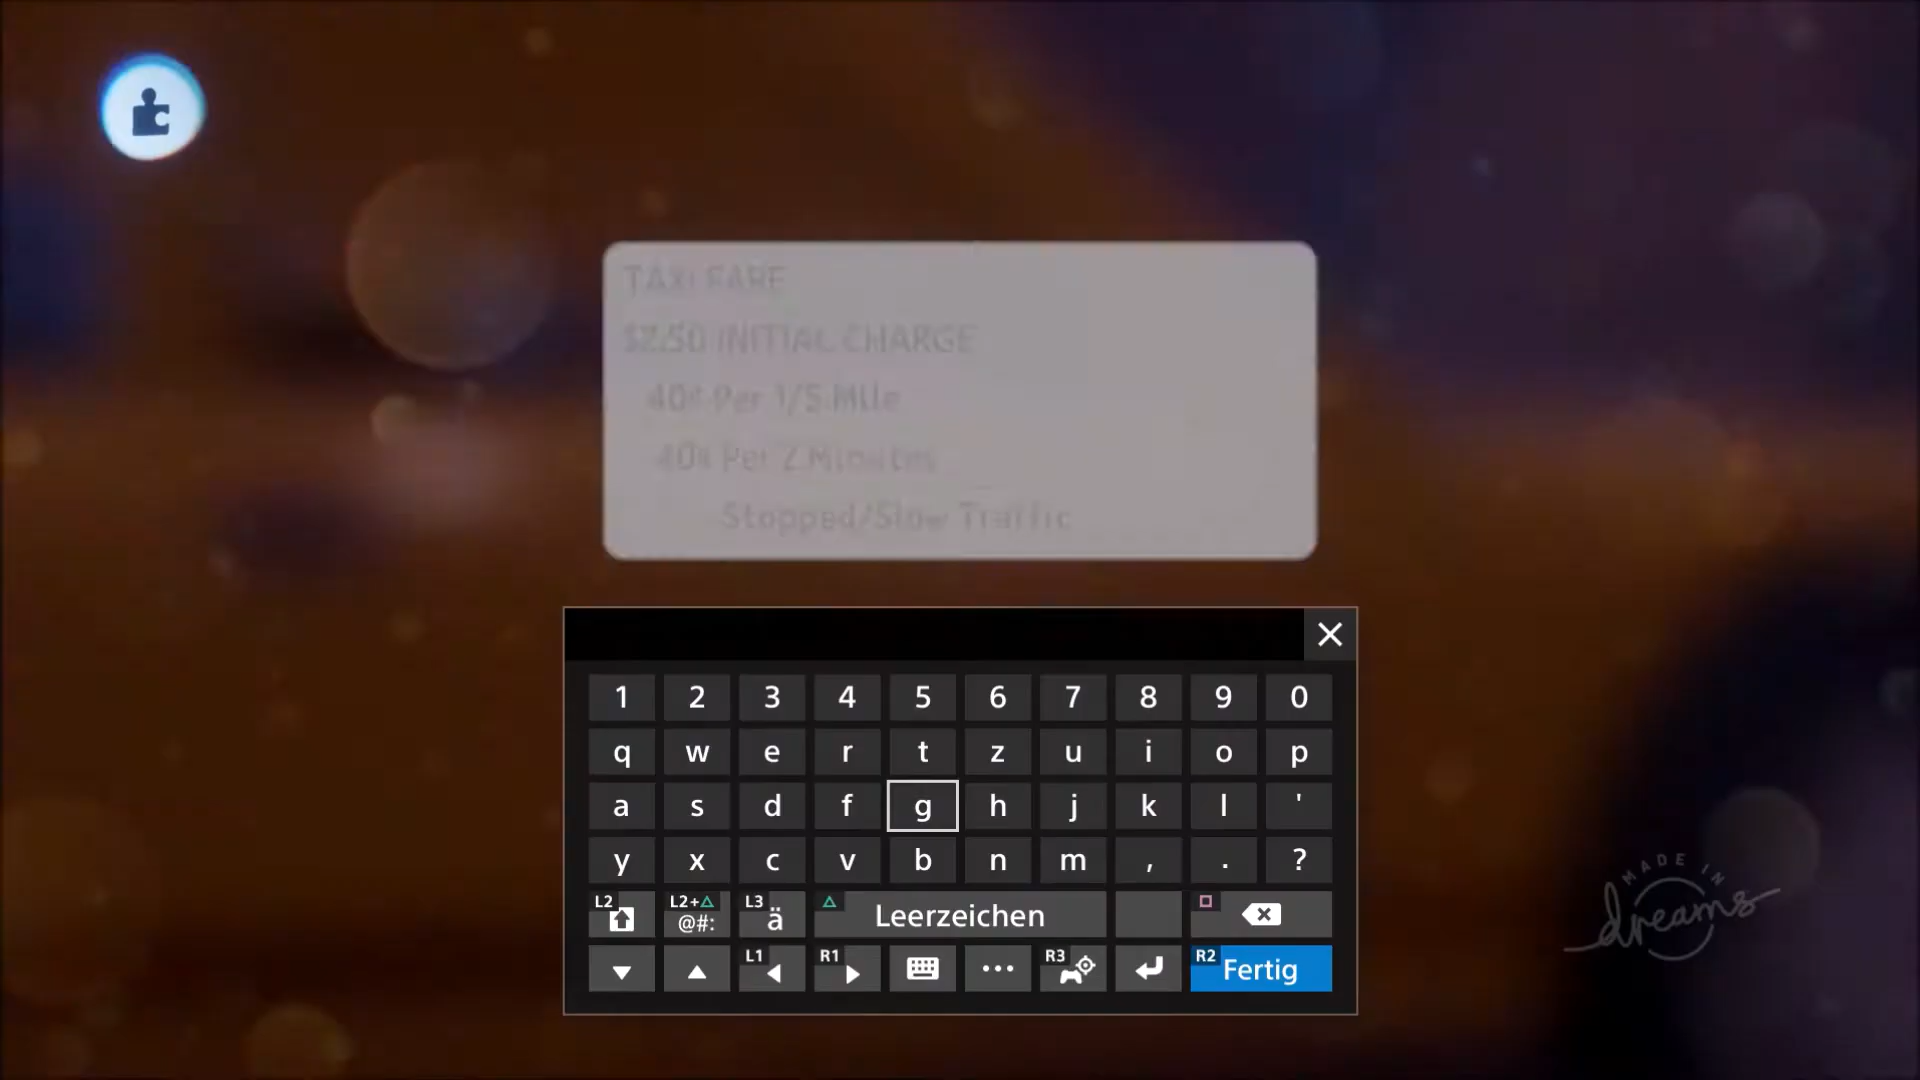 TAXI FARE
$2.50 INITIAL CHARGE
40¢ Per 1/5 Mile
40¢ Per 2 Minutes
Stopped/Slow Traffic
1 2 3 4 5 6 7 8 9 0
q w e r t z u i o p
a s d f g h j k l '
y x c v b n m , . ?
L2 L2+△ @#: L3 ä △ Leerzeichen
L1 R1 ... R3 R2 Fertig
MADE IN
dreams